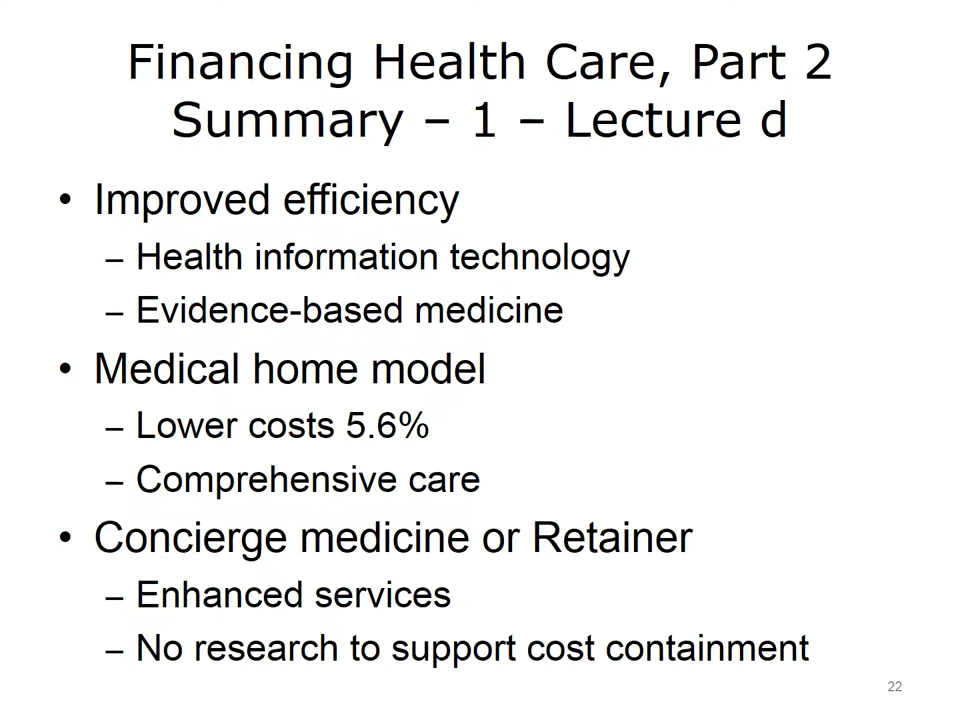 Financing Health Care, Part 2
Summary – 1 – Lecture d
• Improved efficiency
– Health information technology
– Evidence-based medicine
• Medical home model
– Lower costs 5.6%
– Comprehensive care
• Concierge medicine or Retainer
– Enhanced services
– No research to support cost containment
22